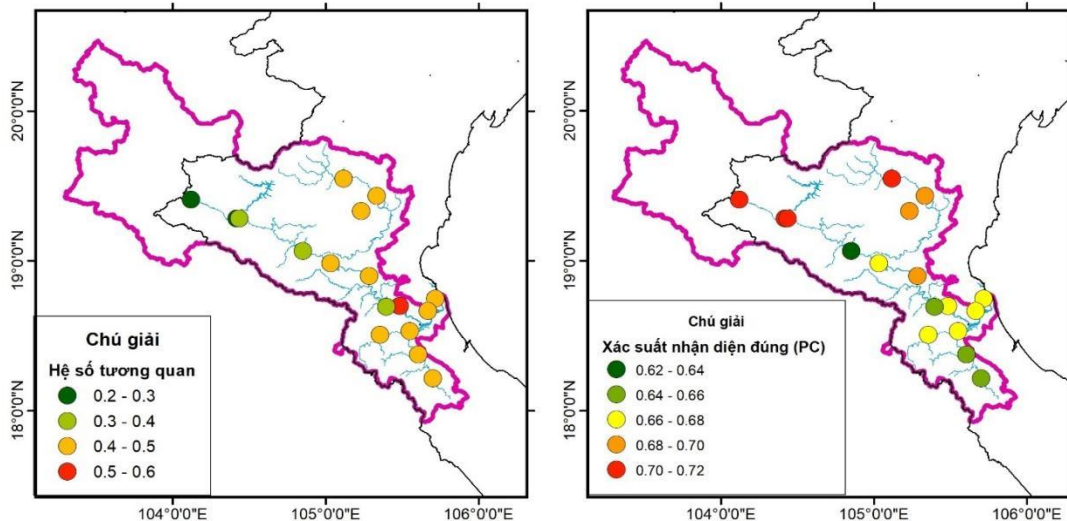 20°0'0"N
19°0'0"N
18°0'0"N
Chú giải
Hệ số tương quan
0.2 - 0.3
0.3 - 0.4
0.4 - 0.5
0.5 - 0.6
104°0'0"E 105°0'0"E 106°0'0"E
20°0'0"N
19°0'0"N
18°0'0"N
Chú giải
Xác suất nhận diện đúng (PC)
0.62 - 0.64
0.64 - 0.66
0.66 - 0.68
0.68 - 0.70
0.70 - 0.72
104°0'0"E 105°0'0"E 106°0'0"E